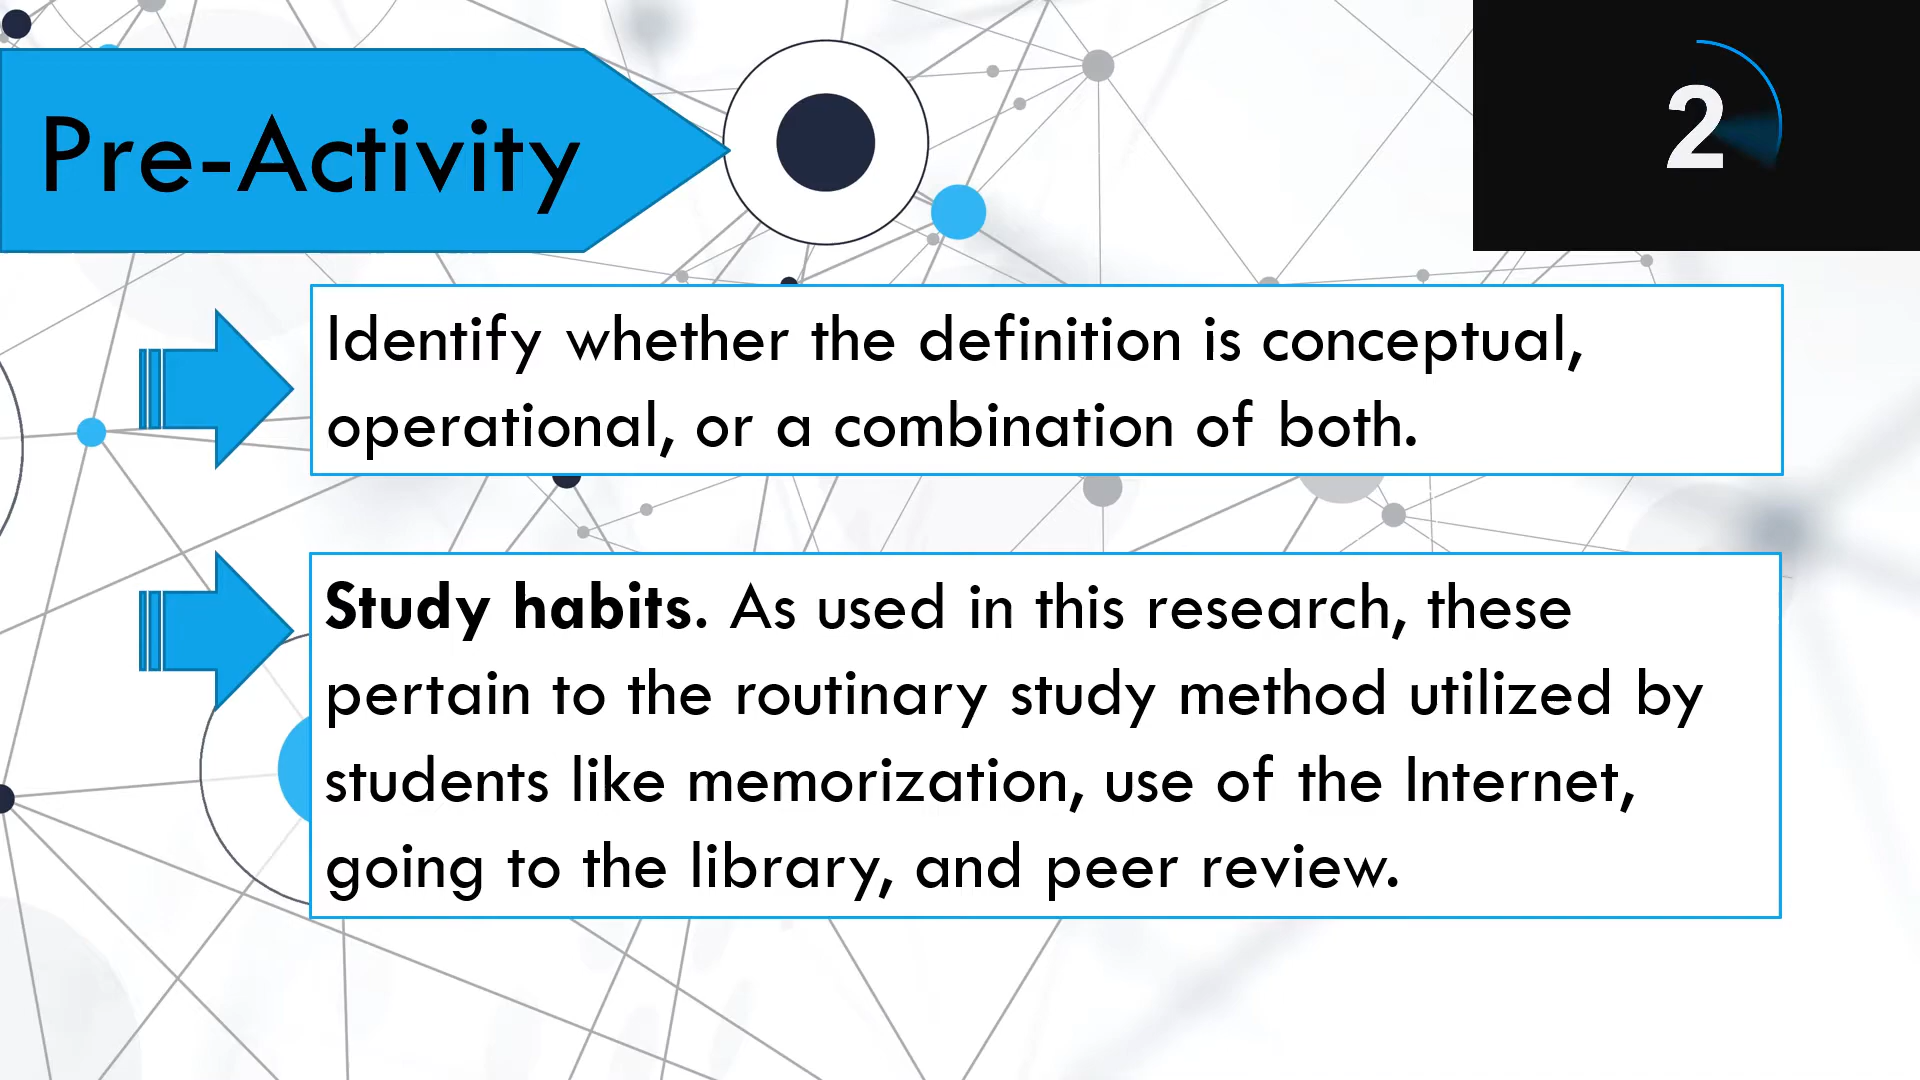 Pre-Activity
2
Identify whether the definition is conceptual,
operational, or a combination of both.
Study habits. As used in this research, these
pertain to the routinary study method utilized by
students like memorization, use of the Internet,
going to the library, and peer review.